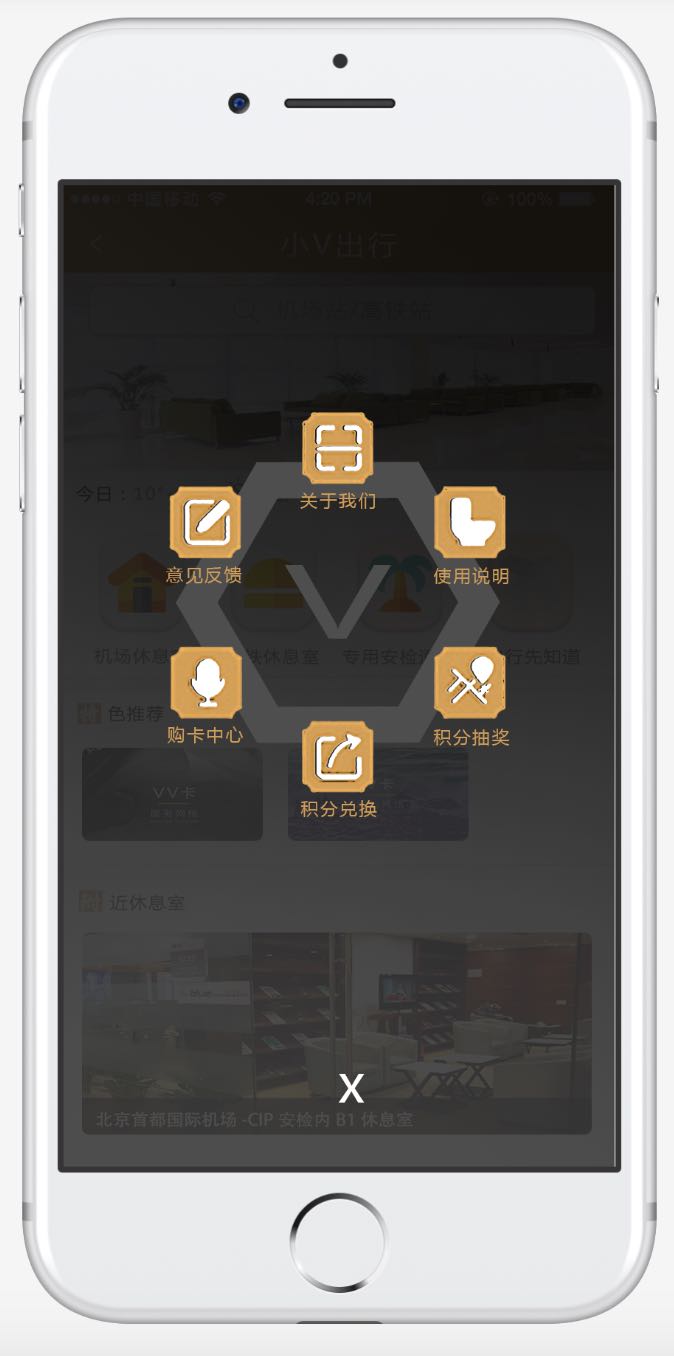 中国移动 4:20 PM 100%
小V出行
机场站/高铁站
关于我们
今日：10°
意见反馈
使用说明
V
机场休息 铁休息室 专用安检 行先知道
购卡中心
积分抽奖
特 色推荐
积分兑换
VV卡
卡
附 近休息室
X
北京首都国际机场 -CIP 安检内 B1 休息室